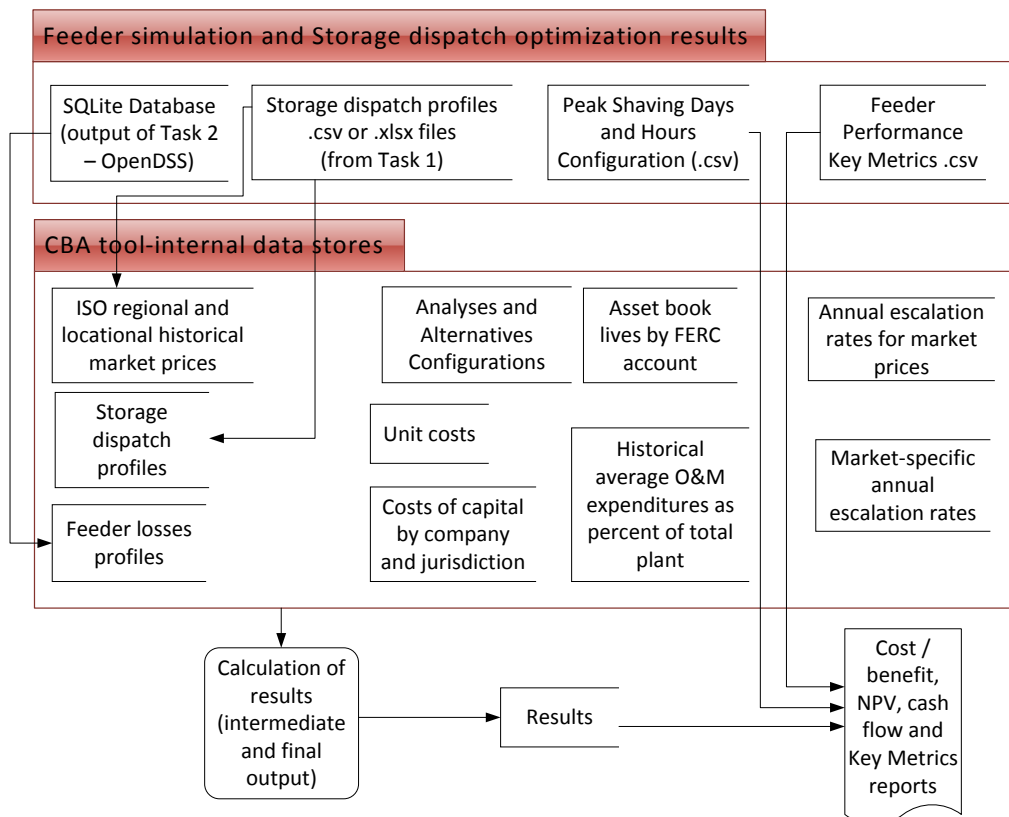 Feeder simulation and Storage dispatch optimization results
SQLite Database
(output of Task 2
– OpenDSS)
Storage dispatch profiles
.csv or .xlsx files
(from Task 1)
Peak Shaving Days
and Hours
Configuration (.csv)
Feeder
Performance
Key Metrics .csv
CBA tool-internal data stores
ISO regional and
locational historical
market prices
Analyses and
Alternatives
Configurations
Asset book
lives by FERC
account
Annual escalation
rates for market
prices
Storage
dispatch
profiles
Unit costs
Historical
average O&M
expenditures as
percent of total
plant
Market-specific
annual
escalation rates
Feeder losses
profiles
Costs of capital
by company
and jurisdiction
Calculation of
results
(intermediate
and final
output)
Results
Cost /
benefit,
NPV, cash
flow and
Key Metrics
reports